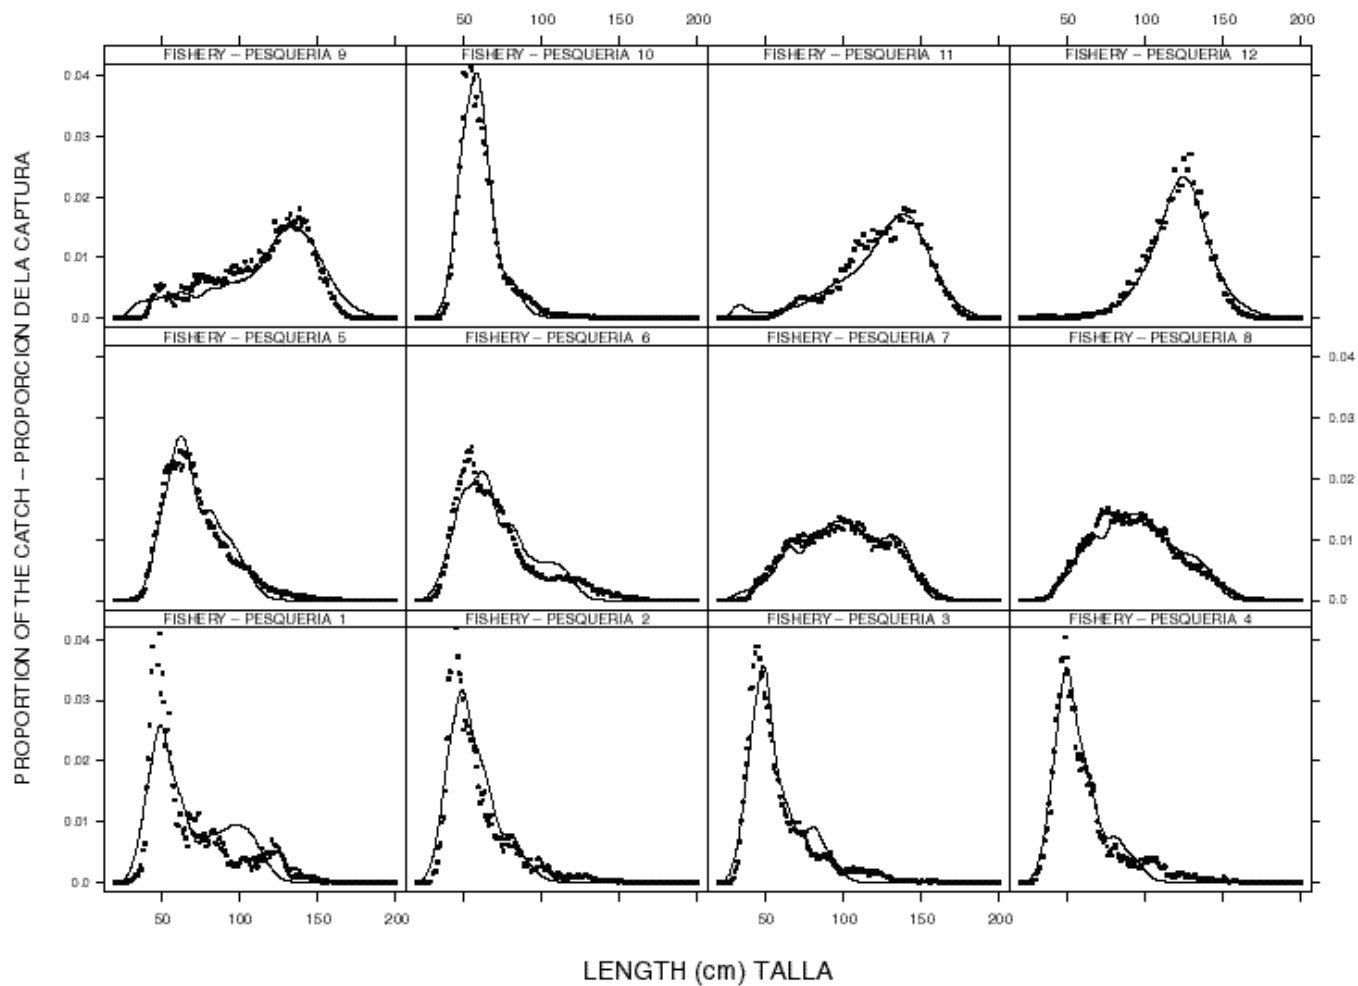 50 100 150 200 50 100 150 200
FISHERY – PESQUERIA 9 FISHERY – PESQUERIA 10 FISHERY – PESQUERIA 11 FISHERY – PESQUERIA 12
0.04
0.03
0.02
0.01
0.0
FISHERY – PESQUERIA 5 FISHERY – PESQUERIA 6 FISHERY – PESQUERIA 7 FISHERY – PESQUERIA 8
0.04
0.03
0.02
0.01
0.0
FISHERY – PESQUERIA 1 FISHERY – PESQUERIA 2 FISHERY – PESQUERIA 3 FISHERY – PESQUERIA 4
0.04
0.03
0.02
0.01
0.0
50 100 150 200 50 100 150 200
PROPORTION OF THE CATCH – PROPORCION DE LA CAPTURA
LENGTH (cm) TALLA